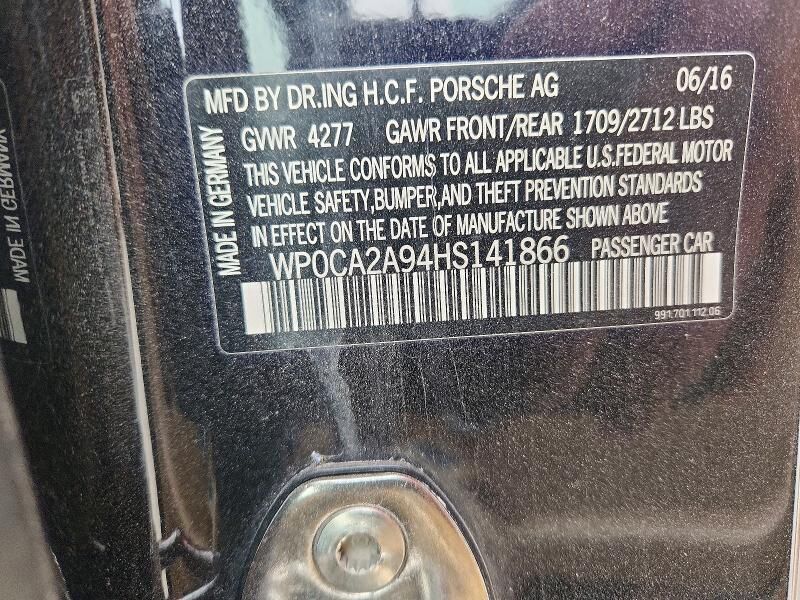 MFD BY DR.ING H.C.F. PORSCHE AG 06/16
GVWR 4277 GAWR FRONT/REAR 1709/2712 LBS
THIS VEHICLE CONFORMS TO ALL APPLICABLE U.S.FEDERAL MOTOR
VEHICLE SAFETY,BUMPER,AND THEFT PREVENTION STANDARDS
IN EFFECT ON THE DATE OF MANUFACTURE SHOWN ABOVE
WP0CA2A94HS141866 PASSENGER CAR
991.701.112.06
MADE IN GERMANY